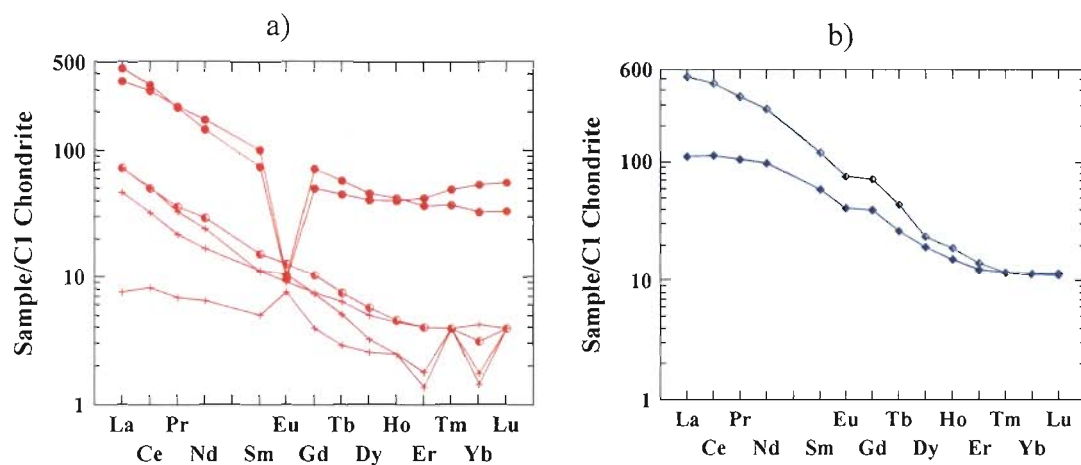 a)
Sample/C1 Chondrite
500
100
10
1
La Pr Eu Tb Ho Tm Lu
Ce Nd Sm Gd Dy Er Yb
b)
Sample/C1 Chondrite
600
100
10
1
La Pr Eu Tb Ho Tm Lu
Ce Nd Sm Gd Dy Er Yb